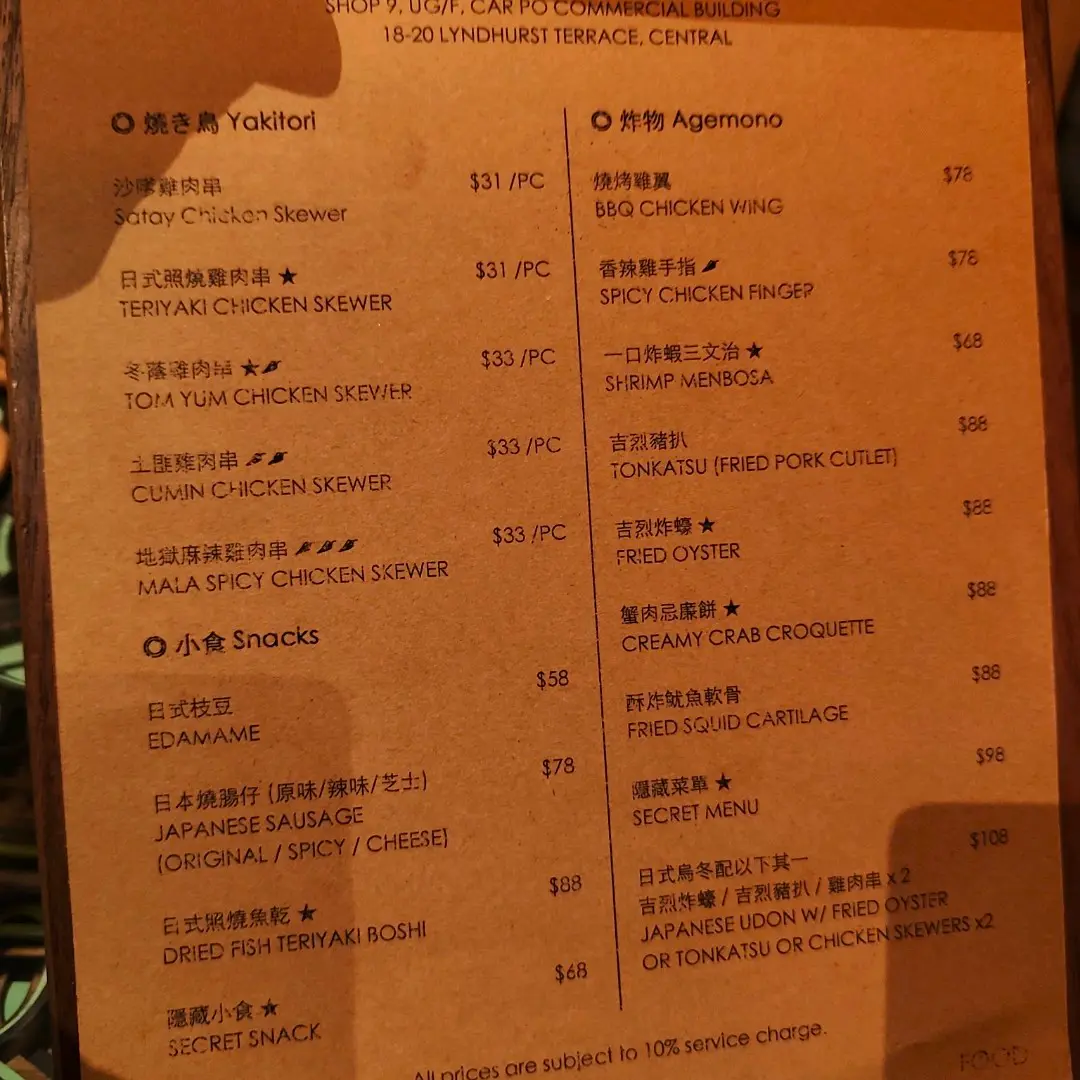 SHOP 9, UG/F, CAR PO COMMERCIAL BUILDING
18-20 LYNDHURST TERRACE, CENTRAL
燒き鳥 Yakitori
沙嗲雞肉串 $31 /PC
Satay Chicken Skewer
日式照燒雞肉串 ★ $31 /PC
TERIYAKI CHICKEN SKEWER
冬蔭雞肉串 ★ $33 /PC
TOM YUM CHICKEN SKEWER
土匪雞肉串 $33 /PC
CUMIN CHICKEN SKEWER
地獄麻辣雞肉串 $33 /PC
MALA SPICY CHICKEN SKEWER
小食 Snacks
日式枝豆 $58
EDAMAME
日本燒腸仔 (原味/辣味/芝士) $78
JAPANESE SAUSAGE
(ORIGINAL / SPICY / CHEESE)
日式照燒魚乾 ★ $88
DRIED FISH TERIYAKI BOSHI
隱藏小食 ★ $68
SECRET SNACK
炸物 Agemono
燒烤雞翼 $78
BBQ CHICKEN WING
香辣雞手指 $78
SPICY CHICKEN FINGER
一口炸蝦三文治 ★ $68
SHRIMP MENBOSA
吉烈豬扒 $88
TONKATSU (FRIED PORK CUTLET)
吉烈炸蠔 ★ $88
FRIED OYSTER
蟹肉忌廉餅 ★ $88
CREAMY CRAB CROQUETTE
酥炸魷魚軟骨 $88
FRIED SQUID CARTILAGE
隱藏菜單 ★ $98
SECRET MENU
日式烏冬配以下其一 $108
吉烈炸蠔 / 吉烈豬扒 / 雞肉串 x 2
JAPANESE UDON W/ FRIED OYSTER
OR TONKATSU OR CHICKEN SKEWERS x2
All prices are subject to 10% service charge.
FOOD